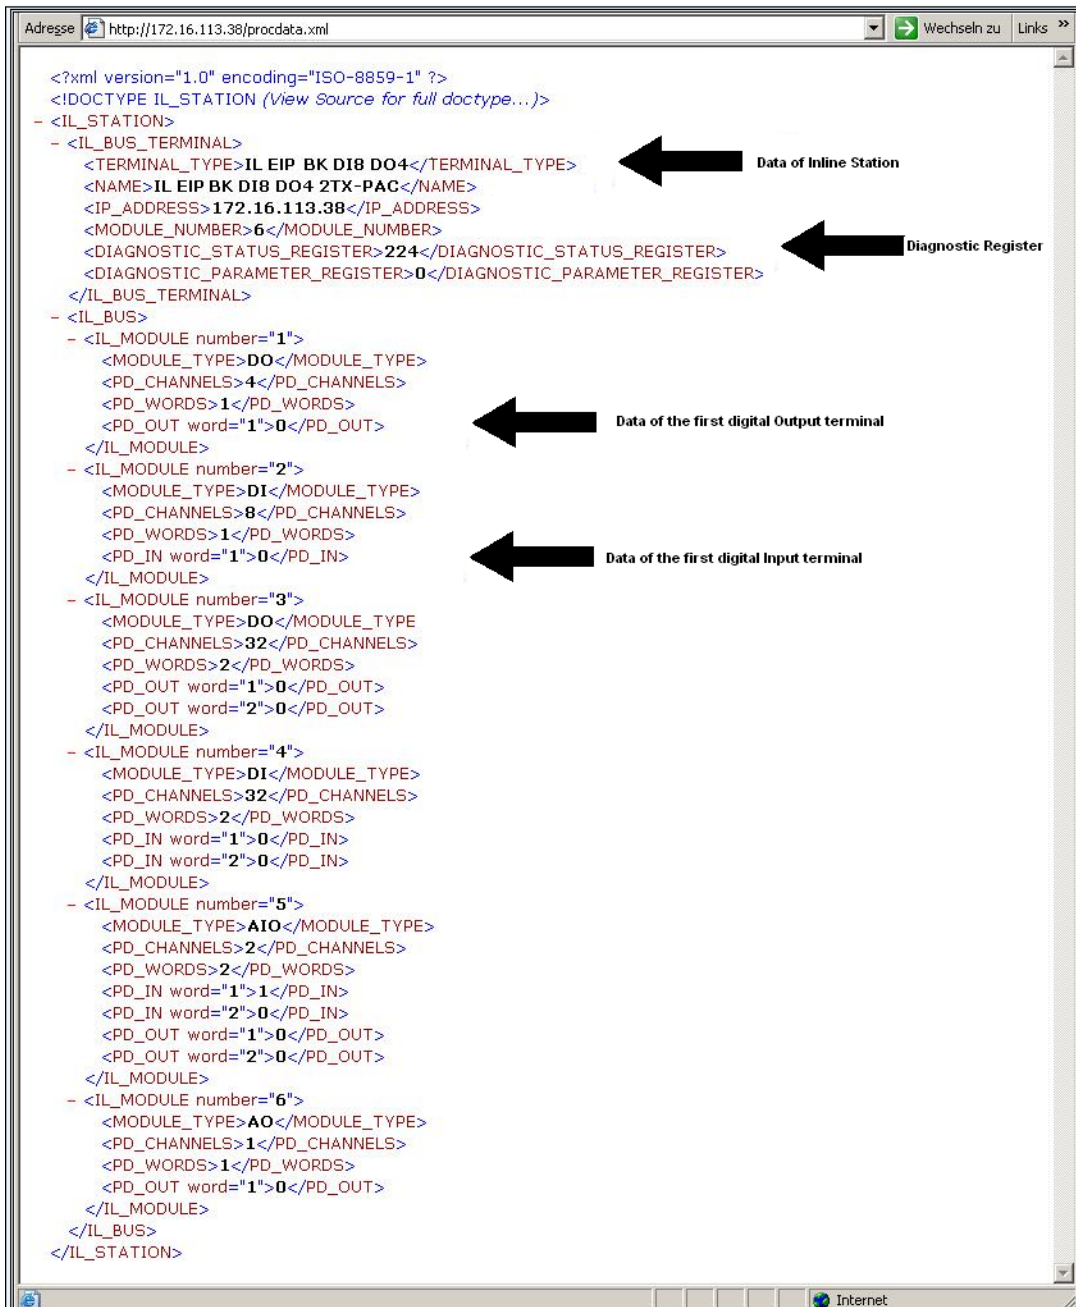 Adresse http://172.16.113.38/procdata.xml Wechseln zu Links »
<?xml version="1.0" encoding="ISO-8859-1" ?>
<!DOCTYPE IL_STATION (View Source for full doctype...)>
- <IL_STATION>
- <IL_BUS_TERMINAL>
<TERMINAL_TYPE>IL EIP BK DI8 DO4</TERMINAL_TYPE> Data of Inline Station
<NAME>IL EIP BK DI8 DO4 2TX-PAC</NAME>
<IP_ADDRESS>172.16.113.38</IP_ADDRESS>
<MODULE_NUMBER>6</MODULE_NUMBER>
<DIAGNOSTIC_STATUS_REGISTER>224</DIAGNOSTIC_STATUS_REGISTER> Diagnostic Register
<DIAGNOSTIC_PARAMETER_REGISTER>0</DIAGNOSTIC_PARAMETER_REGISTER>
</IL_BUS_TERMINAL>
- <IL_BUS>
- <IL_MODULE number="1">
<MODULE_TYPE>DO</MODULE_TYPE>
<PD_CHANNELS>4</PD_CHANNELS>
<PD_WORDS>1</PD_WORDS>
<PD_OUT word="1">0</PD_OUT> Data of the first digital Output terminal
</IL_MODULE>
- <IL_MODULE number="2">
<MODULE_TYPE>DI</MODULE_TYPE>
<PD_CHANNELS>8</PD_CHANNELS>
<PD_WORDS>1</PD_WORDS>
<PD_IN word="1">0</PD_IN> Data of the first digital Input terminal
</IL_MODULE>
- <IL_MODULE number="3">
<MODULE_TYPE>DO</MODULE_TYPE
<PD_CHANNELS>32</PD_CHANNELS>
<PD_WORDS>2</PD_WORDS>
<PD_OUT word="1">0</PD_OUT>
<PD_OUT word="2">0</PD_OUT>
</IL_MODULE>
- <IL_MODULE number="4">
<MODULE_TYPE>DI</MODULE_TYPE>
<PD_CHANNELS>32</PD_CHANNELS>
<PD_WORDS>2</PD_WORDS>
<PD_IN word="1">0</PD_IN>
<PD_IN word="2">0</PD_IN>
</IL_MODULE>
- <IL_MODULE number="5">
<MODULE_TYPE>AIO</MODULE_TYPE>
<PD_CHANNELS>2</PD_CHANNELS>
<PD_WORDS>2</PD_WORDS>
<PD_IN word="1">1</PD_IN>
<PD_IN word="2">0</PD_IN>
<PD_OUT word="1">0</PD_OUT>
<PD_OUT word="2">0</PD_OUT>
</IL_MODULE>
- <IL_MODULE number="6">
<MODULE_TYPE>AO</MODULE_TYPE>
<PD_CHANNELS>1</PD_CHANNELS>
<PD_WORDS>1</PD_WORDS>
<PD_OUT word="1">0</PD_OUT>
</IL_MODULE>
</IL_BUS>
</IL_STATION>
Internet